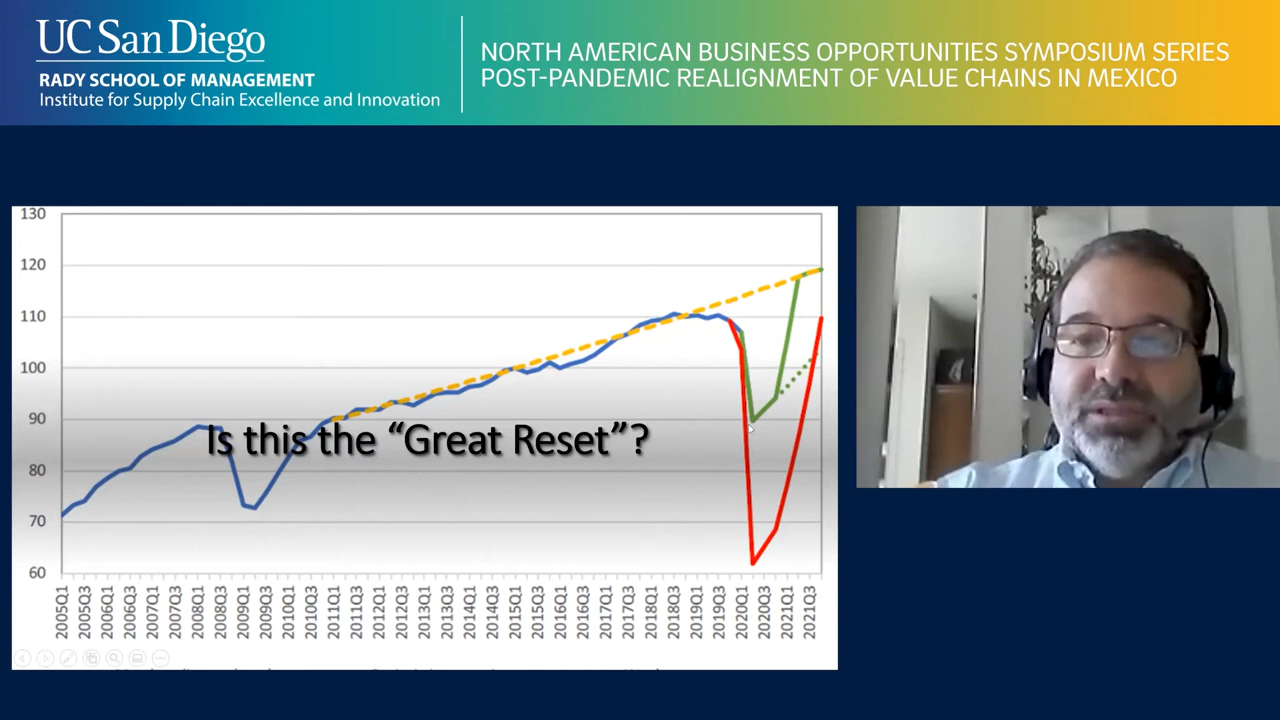 UC San Diego
RADY SCHOOL OF MANAGEMENT
Institute for Supply Chain Excellence and Innovation
NORTH AMERICAN BUSINESS OPPORTUNITIES SYMPOSIUM SERIES
POST-PANDEMIC REALIGNMENT OF VALUE CHAINS IN MEXICO
130
120
110
100
90
80
70
60
Is this the “Great Reset”?
2005Q1
2005Q3
2006Q1
2006Q3
2007Q1
2007Q3
2008Q1
2008Q3
2009Q1
2009Q3
2010Q1
2010Q3
2011Q1
2011Q3
2012Q1
2012Q3
2013Q1
2013Q3
2014Q1
2014Q3
2015Q1
2015Q3
2016Q1
2016Q3
2017Q1
2017Q3
2018Q1
2018Q3
2019Q1
2019Q3
2020Q1
2020Q3
2021Q1
2021Q3